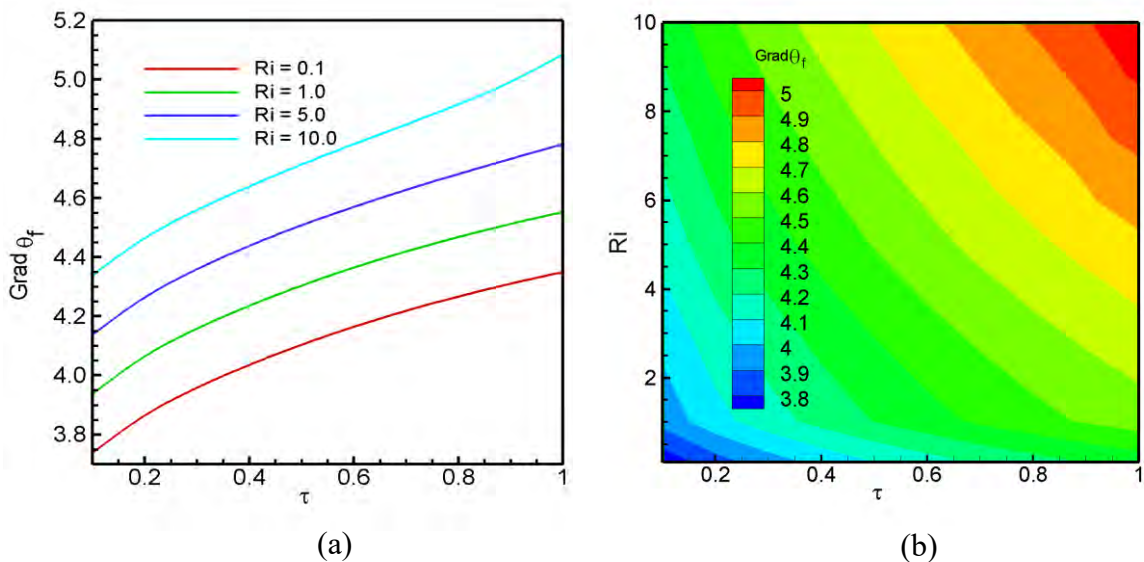 5.2
5.0
4.8
4.6
4.4
4.2
4.0
3.8
Grad θf
Ri = 0.1
Ri = 1.0
Ri = 5.0
Ri = 10.0
0.2 0.4 0.6 0.8 1
τ
(a)
10
8
6
4
2
Ri
Gradθf
5
4.9
4.8
4.7
4.6
4.5
4.4
4.3
4.2
4.1
4
3.9
3.8
0.2 0.4 0.6 0.8 1
τ
(b)